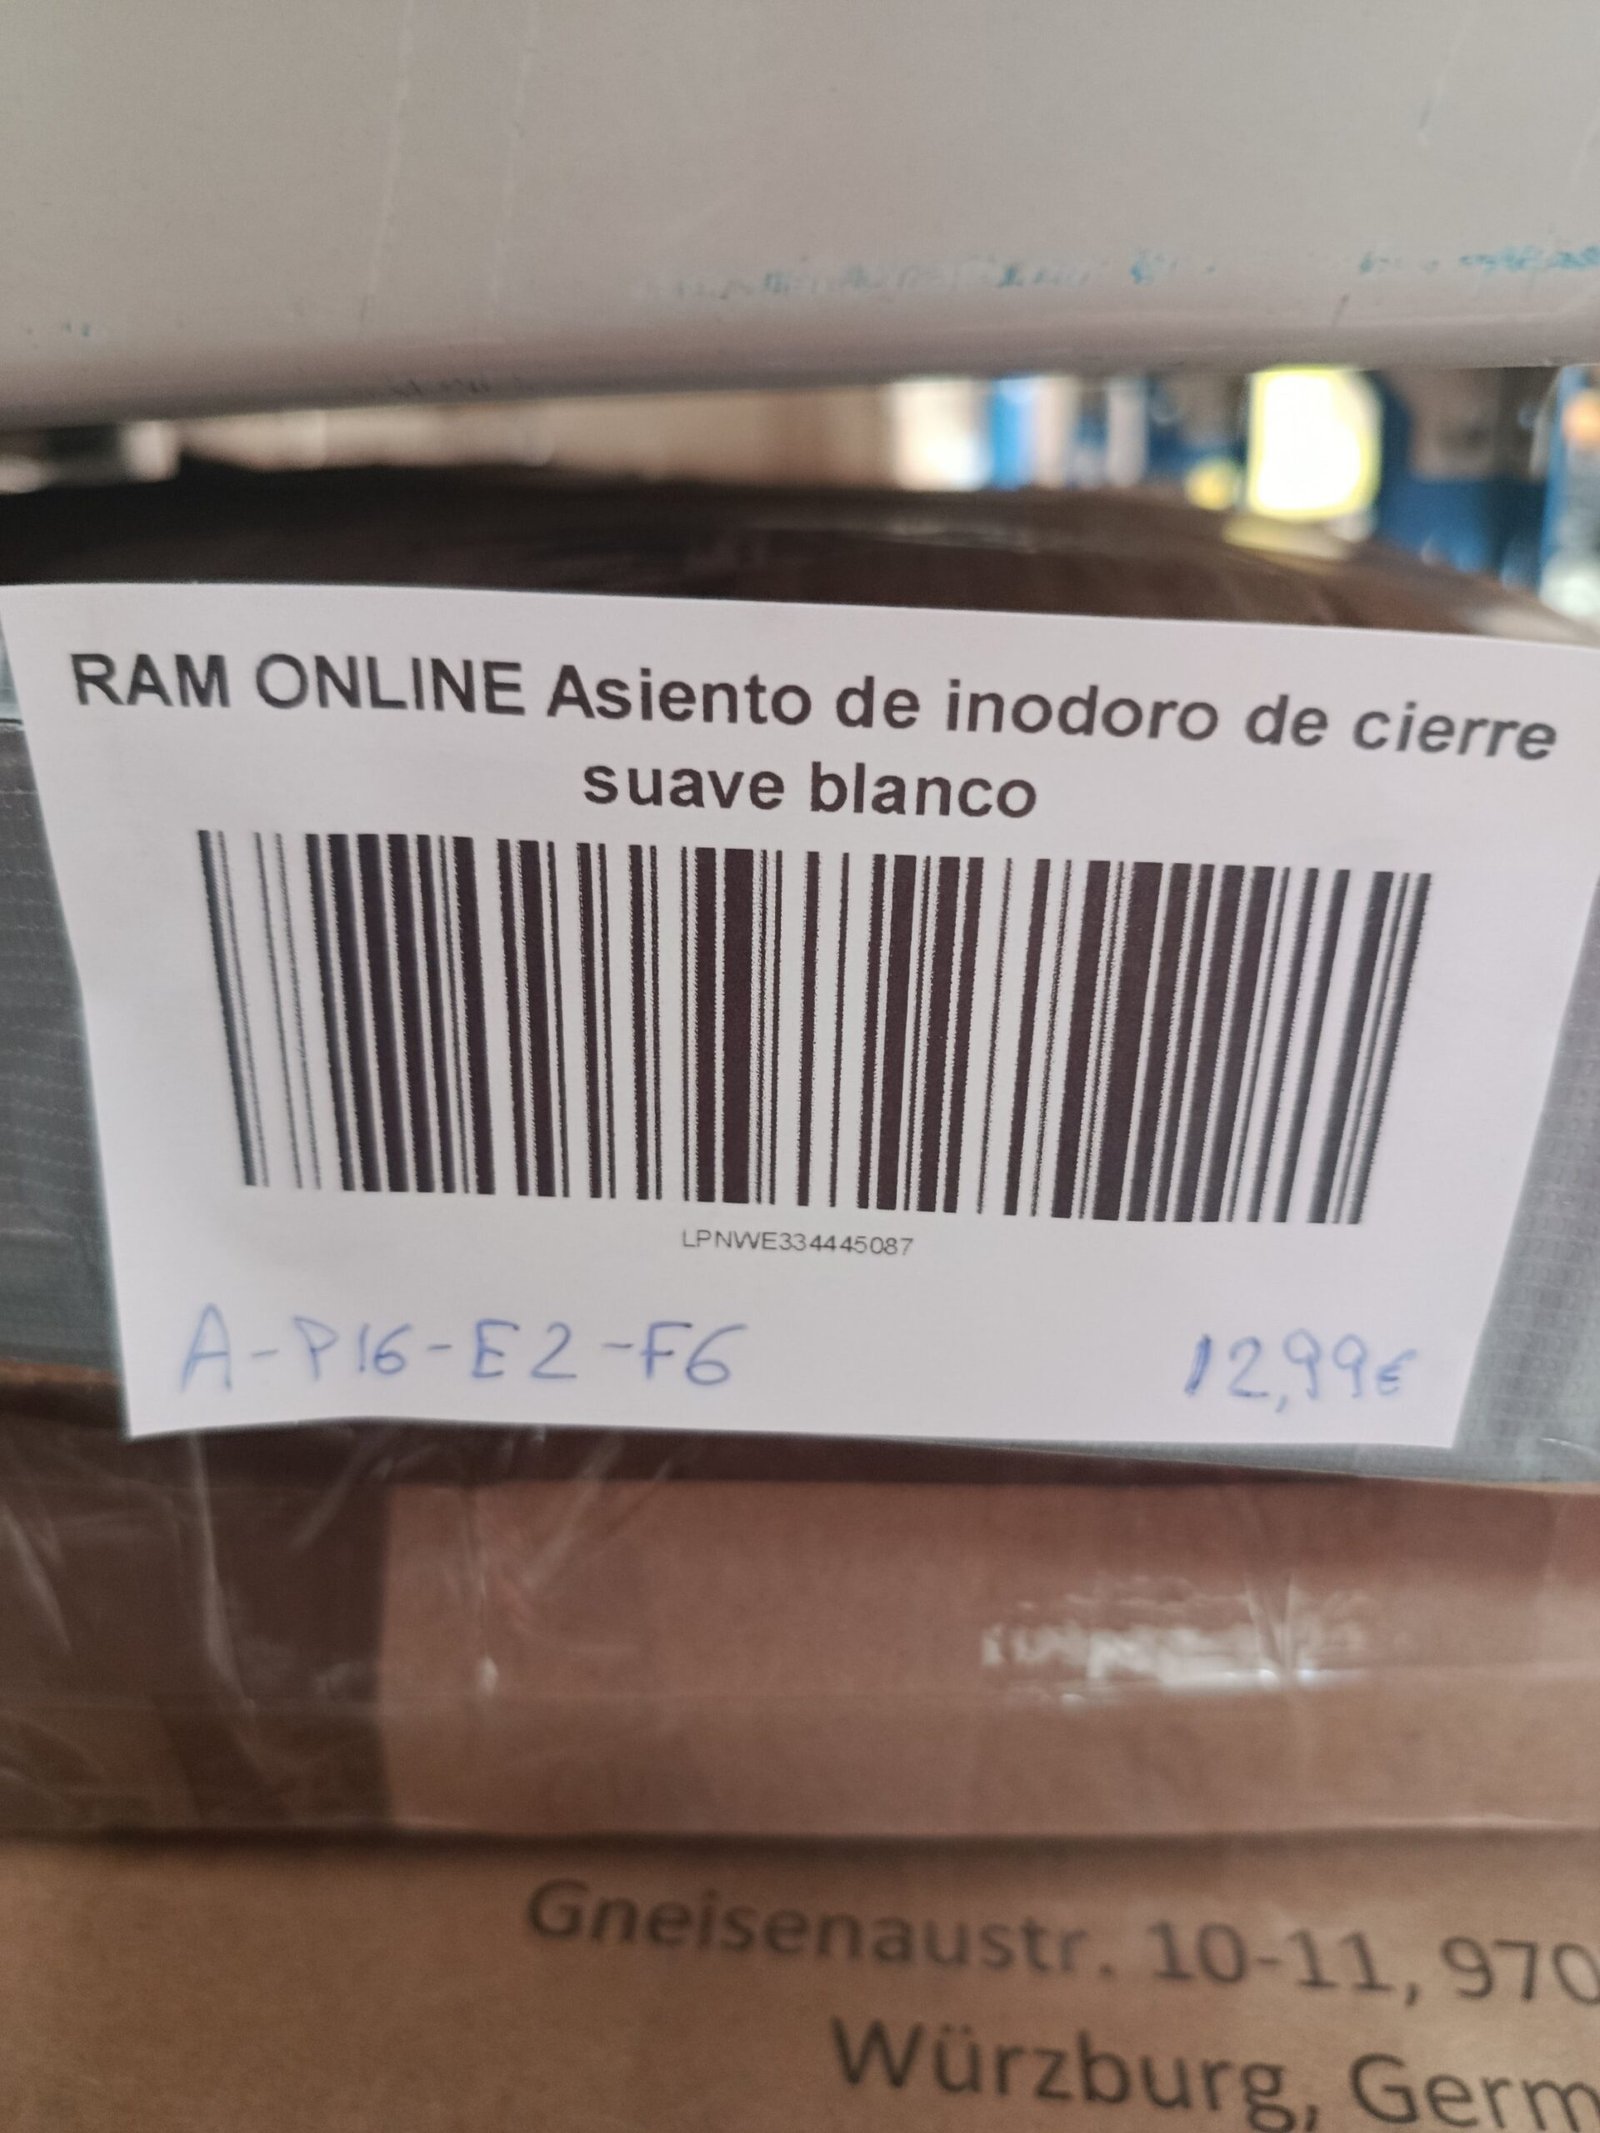 RAM ONLINE Asiento de inodoro de cierre
suave blanco
LPNWE334445087
A-P16-E2-F6
12,99€
Gneisenaustr. 10-11, 970
Würzburg, Germ